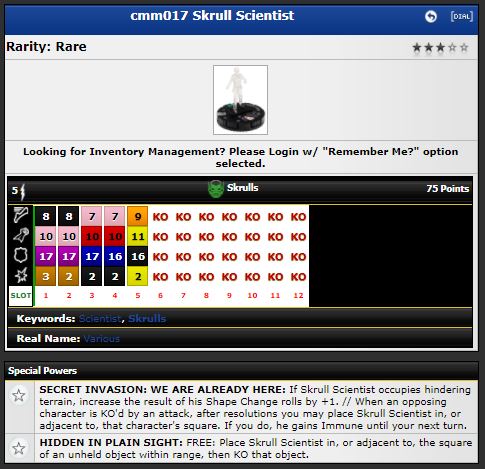 cmm017 Skrull Scientist
[DIAL]
Rarity: Rare
Looking for Inventory Management? Please Login w/ "Remember Me?" option
selected.
5 Skrulls 75 Points
8 8 7 7 9 KO KO KO KO KO KO KO
10 10 10 10 11 KO KO KO KO KO KO KO
17 17 17 16 16 KO KO KO KO KO KO KO
3 2 2 2 2 KO KO KO KO KO KO KO
SLOT 1 2 3 4 5 6 7 8 9 10 11 12
Keywords: Scientist, Skrulls
Real Name: Various
Special Powers
SECRET INVASION: WE ARE ALREADY HERE: If Skrull Scientist occupies hindering
terrain, increase the result of his Shape Change rolls by +1. // When an opposing
character is KO'd by an attack, after resolutions you may place Skrull Scientist in, or
adjacent to, that character's square. If you do, he gains Immune until your next turn.
HIDDEN IN PLAIN SIGHT: FREE: Place Skrull Scientist in, or adjacent to, the square
of an unheld object within range, then KO that object.